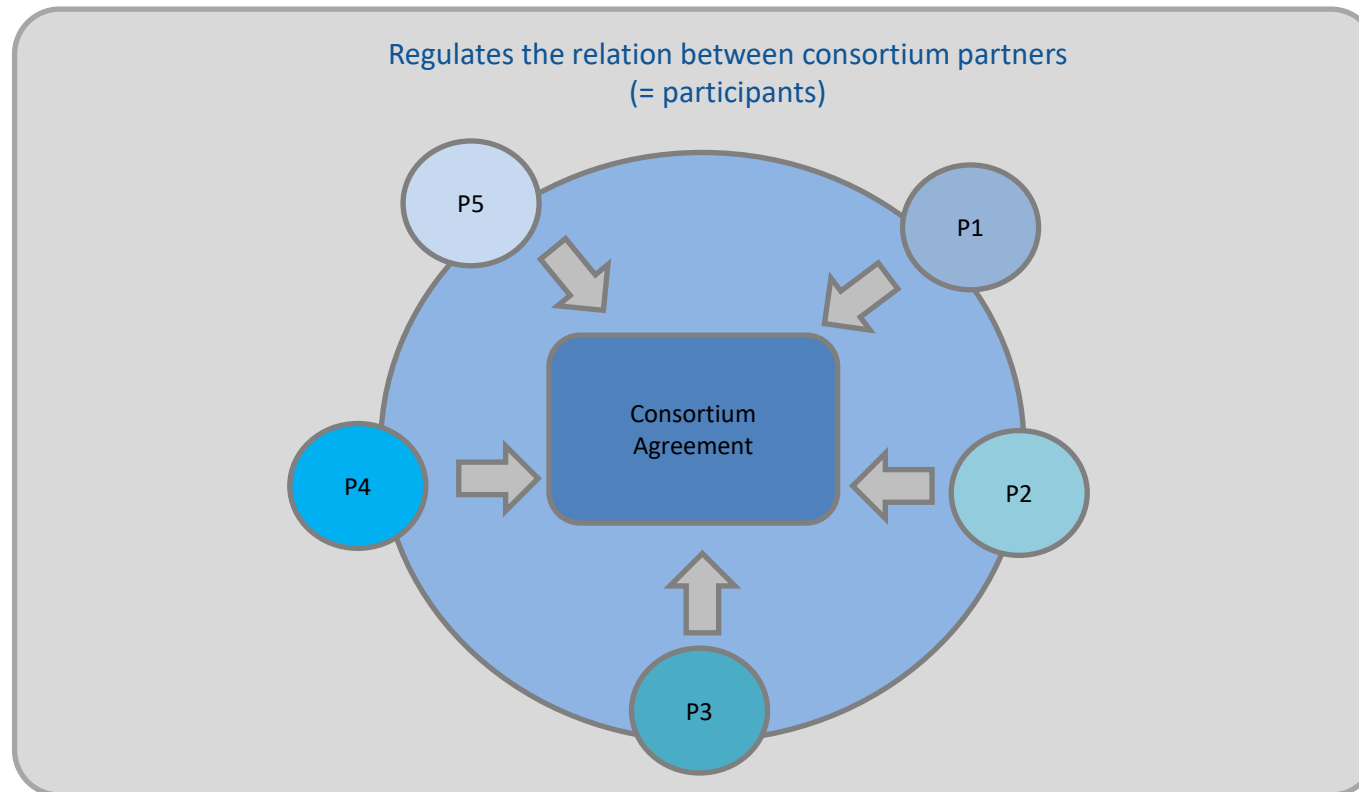 Regulates the relation between consortium partners
(= participants)
P5
P1
Consortium
Agreement
P4
P2
P3